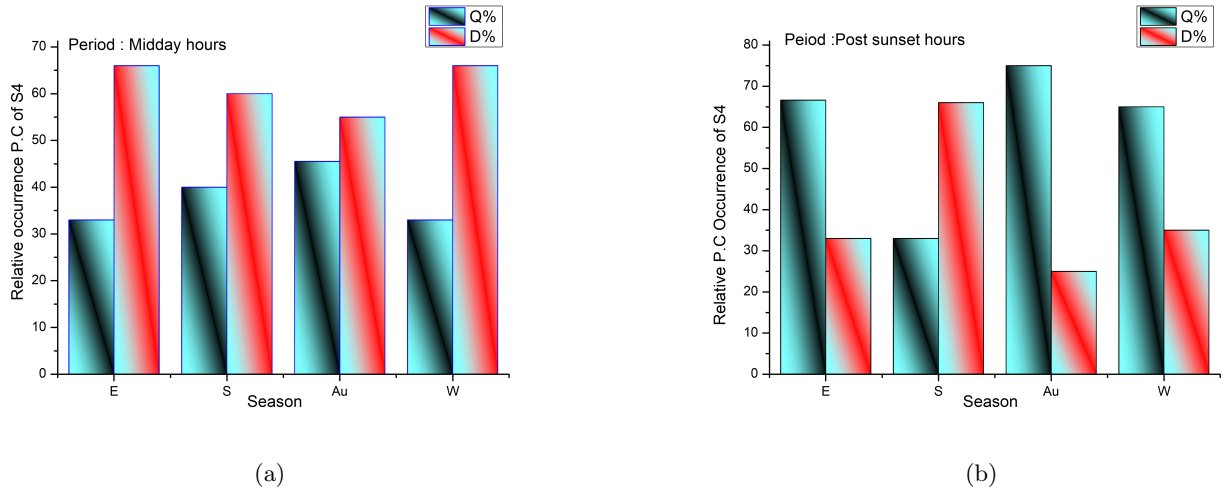 Q%
D%
Period : Midday hours
Relative occurrence P.C of S4
70
60
50
40
30
20
10
0
E
S
Au
W
Season
(a)
Q%
D%
Peiod :Post sunset hours
Relative P.C Occurrence of S4
80
70
60
50
40
30
20
10
0
E
S
Au
W
Season
(b)